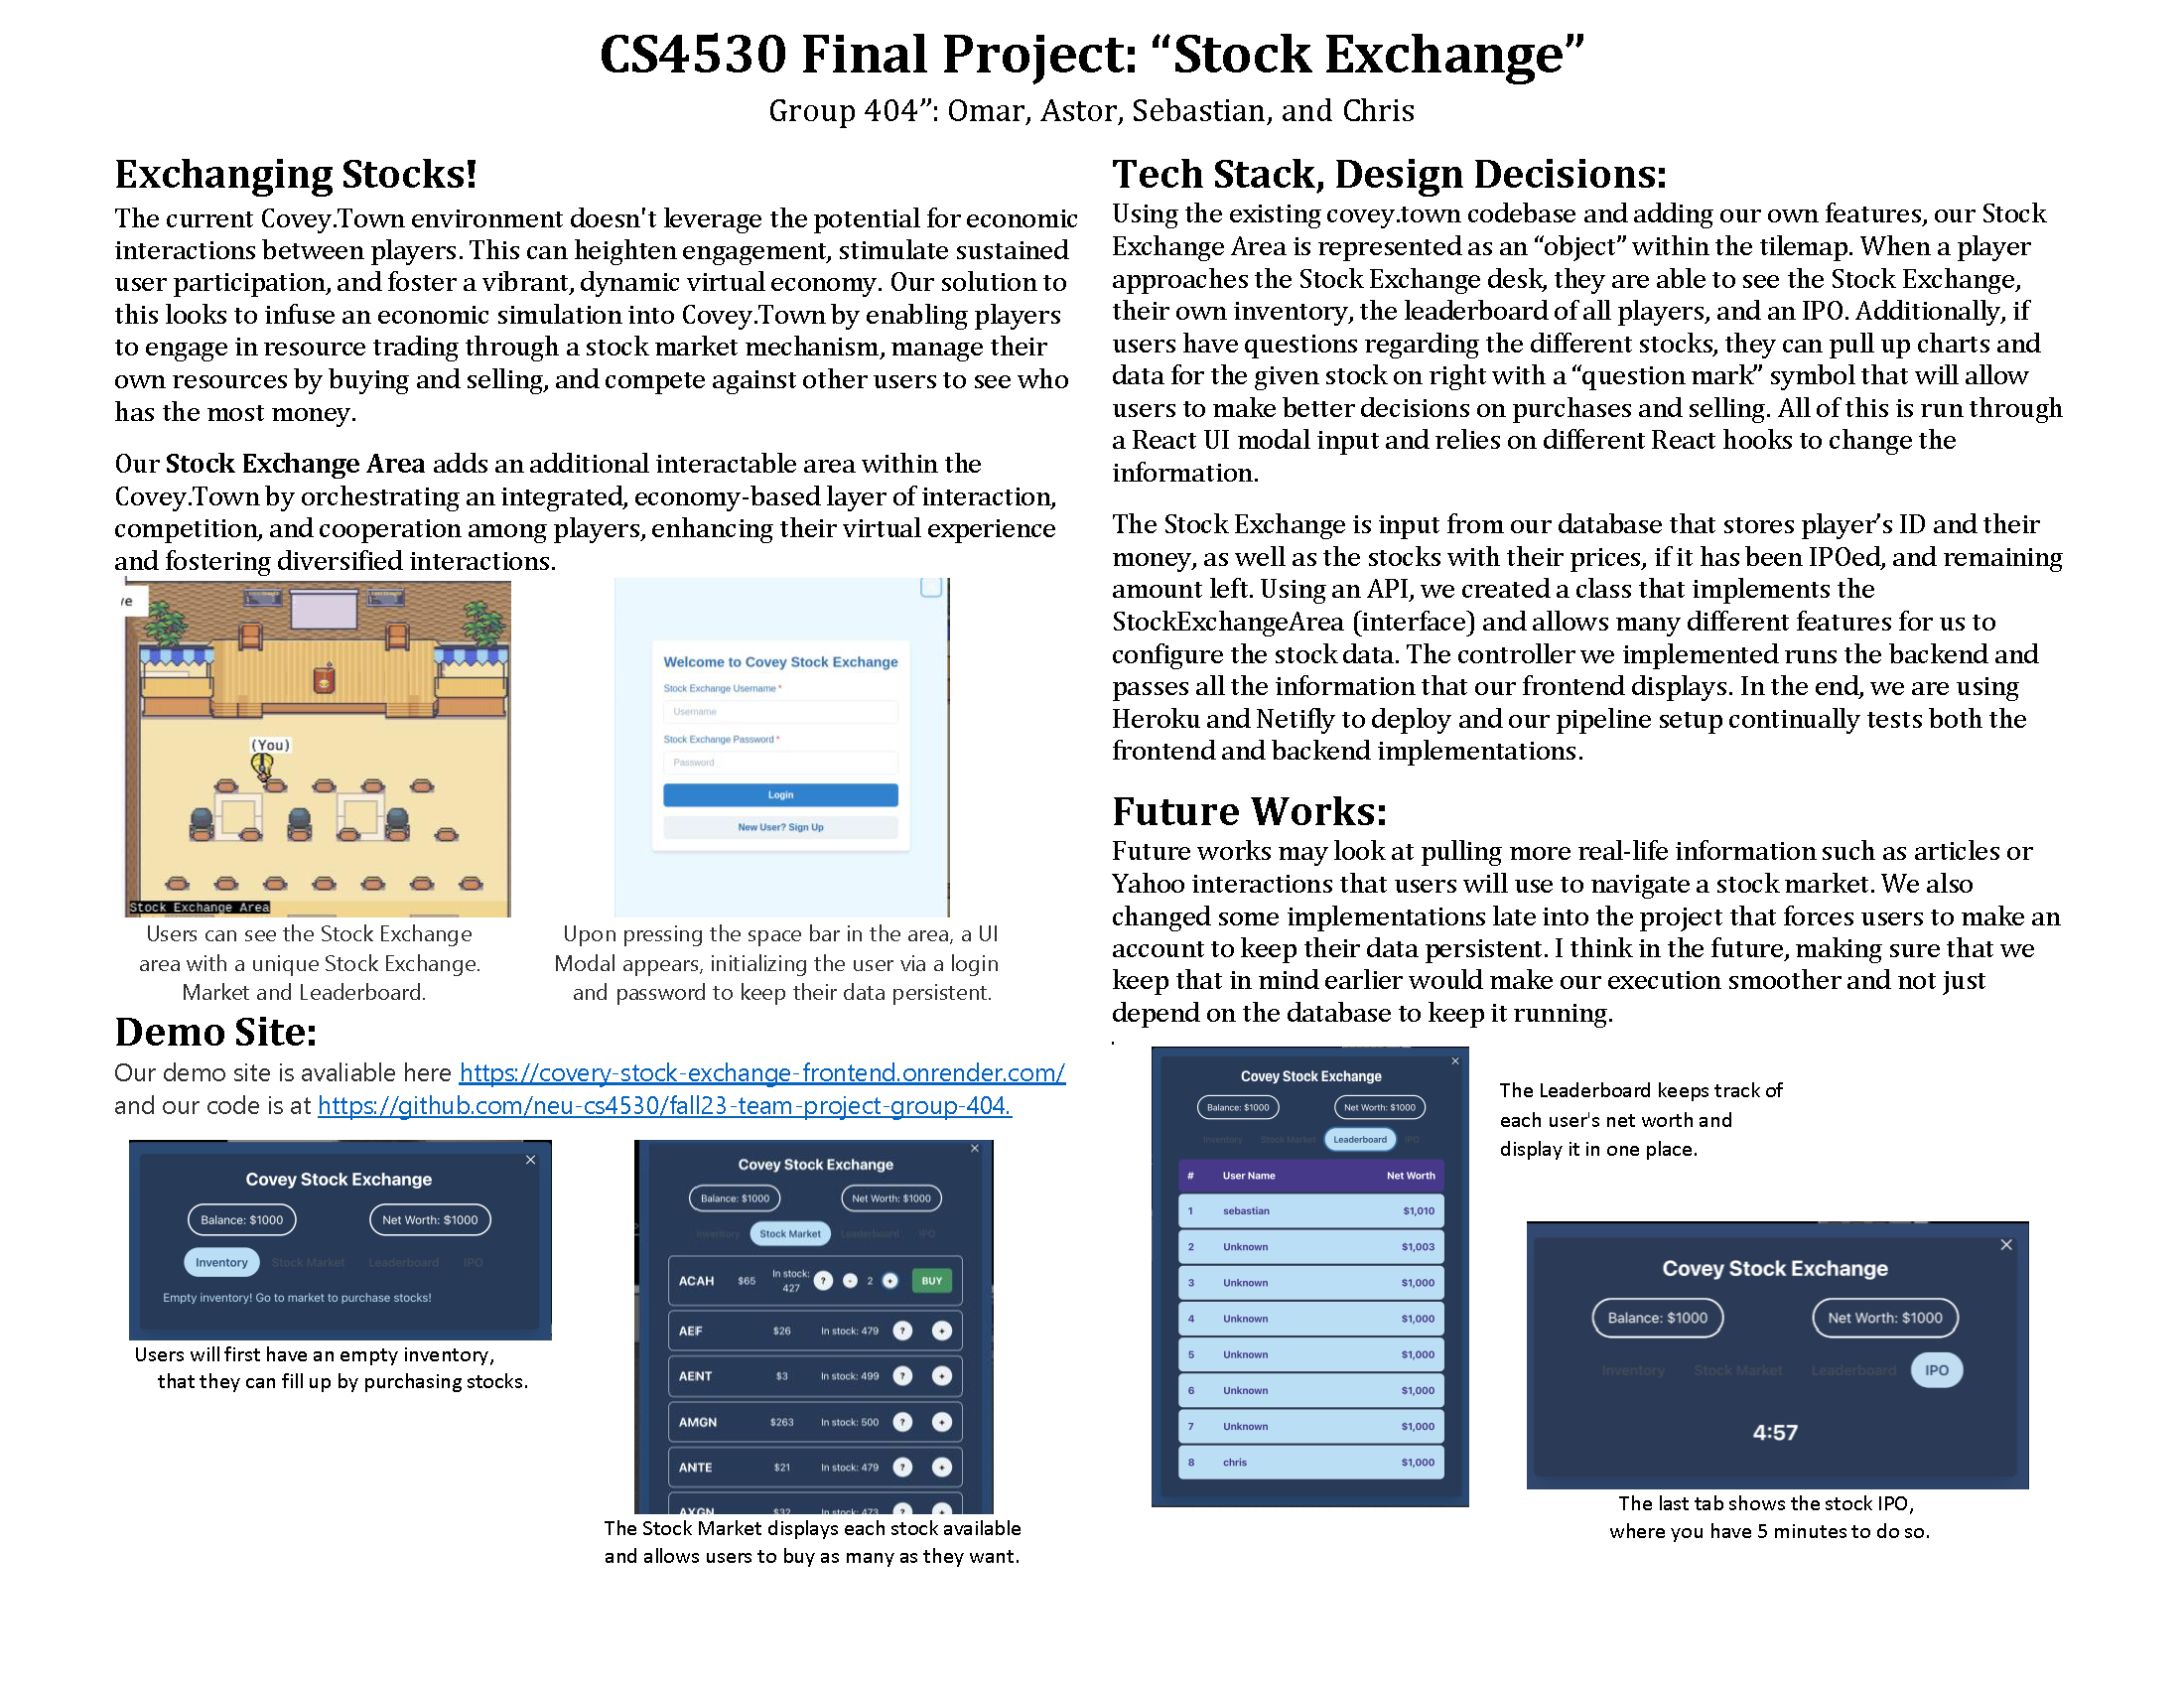 CS4530 Final Project: “Stock Exchange”
Group 404”: Omar, Astor, Sebastian, and Chris
Exchanging Stocks!
The current Covey.Town environment doesn't leverage the potential for economic
interactions between players. This can heighten engagement, stimulate sustained
user participation, and foster a vibrant, dynamic virtual economy. Our solution to
this looks to infuse an economic simulation into Covey.Town by enabling players
to engage in resource trading through a stock market mechanism, manage their
own resources by buying and selling, and compete against other users to see who
has the most money.
Our Stock Exchange Area adds an additional interactable area within the
Covey.Town by orchestrating an integrated, economy-based layer of interaction,
competition, and cooperation among players, enhancing their virtual experience
and fostering diversified interactions.
ve
(You)
Stock Exchange Area
Users can see the Stock Exchange
area with a unique Stock Exchange.
Market and Leaderboard.
Welcome to Covey Stock Exchange
Stock Exchange Username *
Username
Stock Exchange Password *
Password
Login
New User? Sign Up
Upon pressing the space bar in the area, a UI
Modal appears, initializing the user via a login
and password to keep their data persistent.
Demo Site:
Our demo site is avaliable here https://covery-stock-exchange-frontend.onrender.com/
and our code is at https://github.com/neu-cs4530/fall23-team-project-group-404.
Covey Stock Exchange
Balance: $1000 Net Worth: $1000
Inventory Stock Market Leaderboard IPO
Empty inventory! Go to market to purchase stocks!
Users will first have an empty inventory,
that they can fill up by purchasing stocks.
Covey Stock Exchange
Balance: $1000 Net Worth: $1000
Inventory Stock Market Leaderboard IPO
ACAH $65 In stock: 427 ? - 2 + BUY
AEF $26 In stock: 479 ? +
AENT $3 In stock: 499 ? +
AMGN $263 In stock: 500 ? +
ANTE $21 In stock: 479 ? +
AXGN $32 In stock: 473 ? +
The Stock Market displays each stock available
and allows users to buy as many as they want.
Tech Stack, Design Decisions:
Using the existing covey.town codebase and adding our own features, our Stock
Exchange Area is represented as an “object” within the tilemap. When a player
approaches the Stock Exchange desk, they are able to see the Stock Exchange,
their own inventory, the leaderboard of all players, and an IPO. Additionally, if
users have questions regarding the different stocks, they can pull up charts and
data for the given stock on right with a “question mark” symbol that will allow
users to make better decisions on purchases and selling. All of this is run through
a React UI modal input and relies on different React hooks to change the
information.
The Stock Exchange is input from our database that stores player’s ID and their
money, as well as the stocks with their prices, if it has been IPOed, and remaining
amount left. Using an API, we created a class that implements the
StockExchangeArea (interface) and allows many different features for us to
configure the stock data. The controller we implemented runs the backend and
passes all the information that our frontend displays. In the end, we are using
Heroku and Netifly to deploy and our pipeline setup continually tests both the
frontend and backend implementations.
Future Works:
Future works may look at pulling more real-life information such as articles or
Yahoo interactions that users will use to navigate a stock market. We also
changed some implementations late into the project that forces users to make an
account to keep their data persistent. I think in the future, making sure that we
keep that in mind earlier would make our execution smoother and not just
depend on the database to keep it running.
.
Covey Stock Exchange
Balance: $1000 Net Worth: $1000
Inventory Stock Market Leaderboard IPO
# User Name Net Worth
1 sebastian $1,010
2 Unknown $1,003
3 Unknown $1,000
4 Unknown $1,000
5 Unknown $1,000
6 Unknown $1,000
7 Unknown $1,000
8 chris $1,000
The Leaderboard keeps track of
each user's net worth and
display it in one place.
Covey Stock Exchange
Balance: $1000 Net Worth: $1000
Inventory Stock Market Leaderboard IPO
4:57
The last tab shows the stock IPO,
where you have 5 minutes to do so.